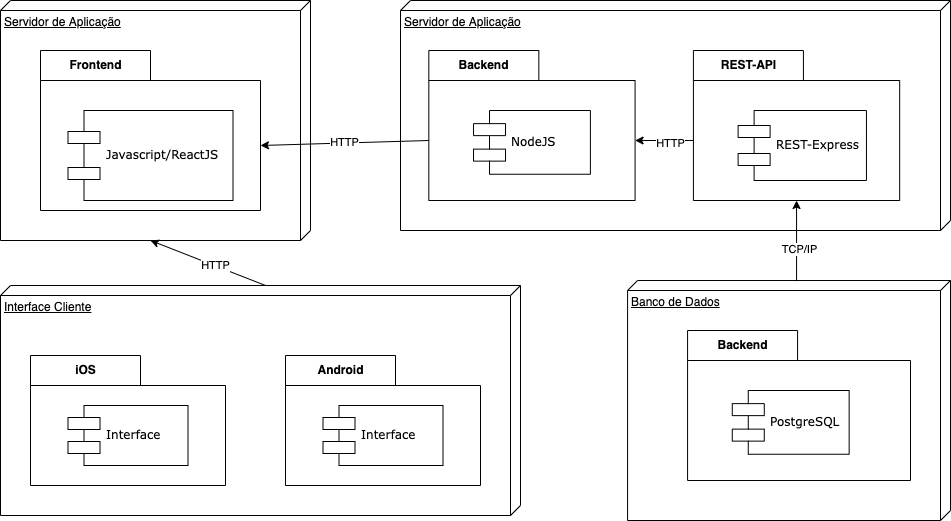 Servidor de Aplicação
Frontend
Javascript/ReactJS
HTTP
Servidor de Aplicação
Backend
NodeJS
HTTP
REST-API
REST-Express
TCP/IP
HTTP
Interface Cliente
iOS
Interface
Android
Interface
Banco de Dados
Backend
PostgreSQL